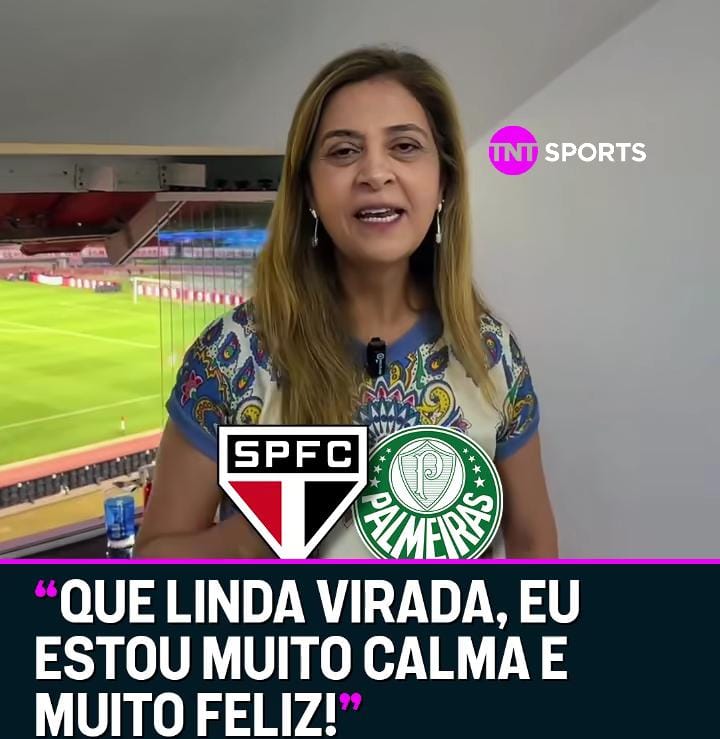 TNT SPORTS
SPFC
P
PALMEIRAS
“QUE LINDA VIRADA, EU
ESTOU MUITO CALMA E
MUITO FELIZ!”